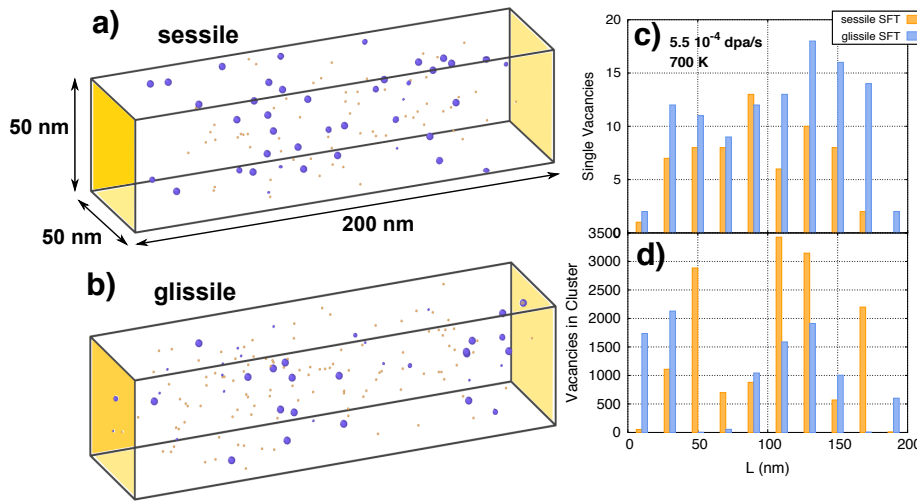 a)
sessile
50 nm
50 nm
200 nm
b)
glissile
c)
5.5 10⁻⁴ dpa/s
700 K
sessile SFT
glissile SFT
20
15
10
5
Single Vacancies
d)
3500
3000
2500
2000
1500
1000
500
0
Vacancies in Cluster
0 50 100 150 200
L (nm)